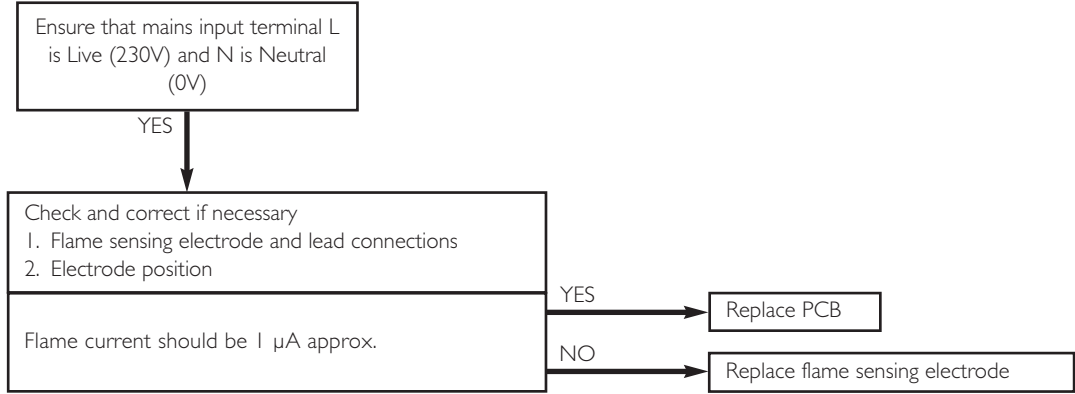 Ensure that mains input terminal L
is Live (230V) and N is Neutral
(0V)
YES
Check and correct if necessary
1. Flame sensing electrode and lead connections
2. Electrode position
Flame current should be 1 μA approx.
YES
Replace PCB
NO
Replace flame sensing electrode